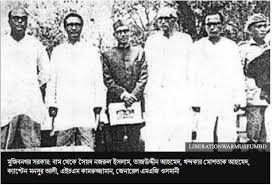 LIBERATIONWARMUSEUMBD
মুজিবনগর সরকার: বাম থেকে সৈয়দ নজরুল ইসলাম, তাজউদ্দীন আহমেদ, খন্দকার মোশতাক আহমেদ,
ক্যাপ্টেন মনসুর আলী, এইচএম কামরুজ্জামান, জেনারেল এমএজি ওসমানী